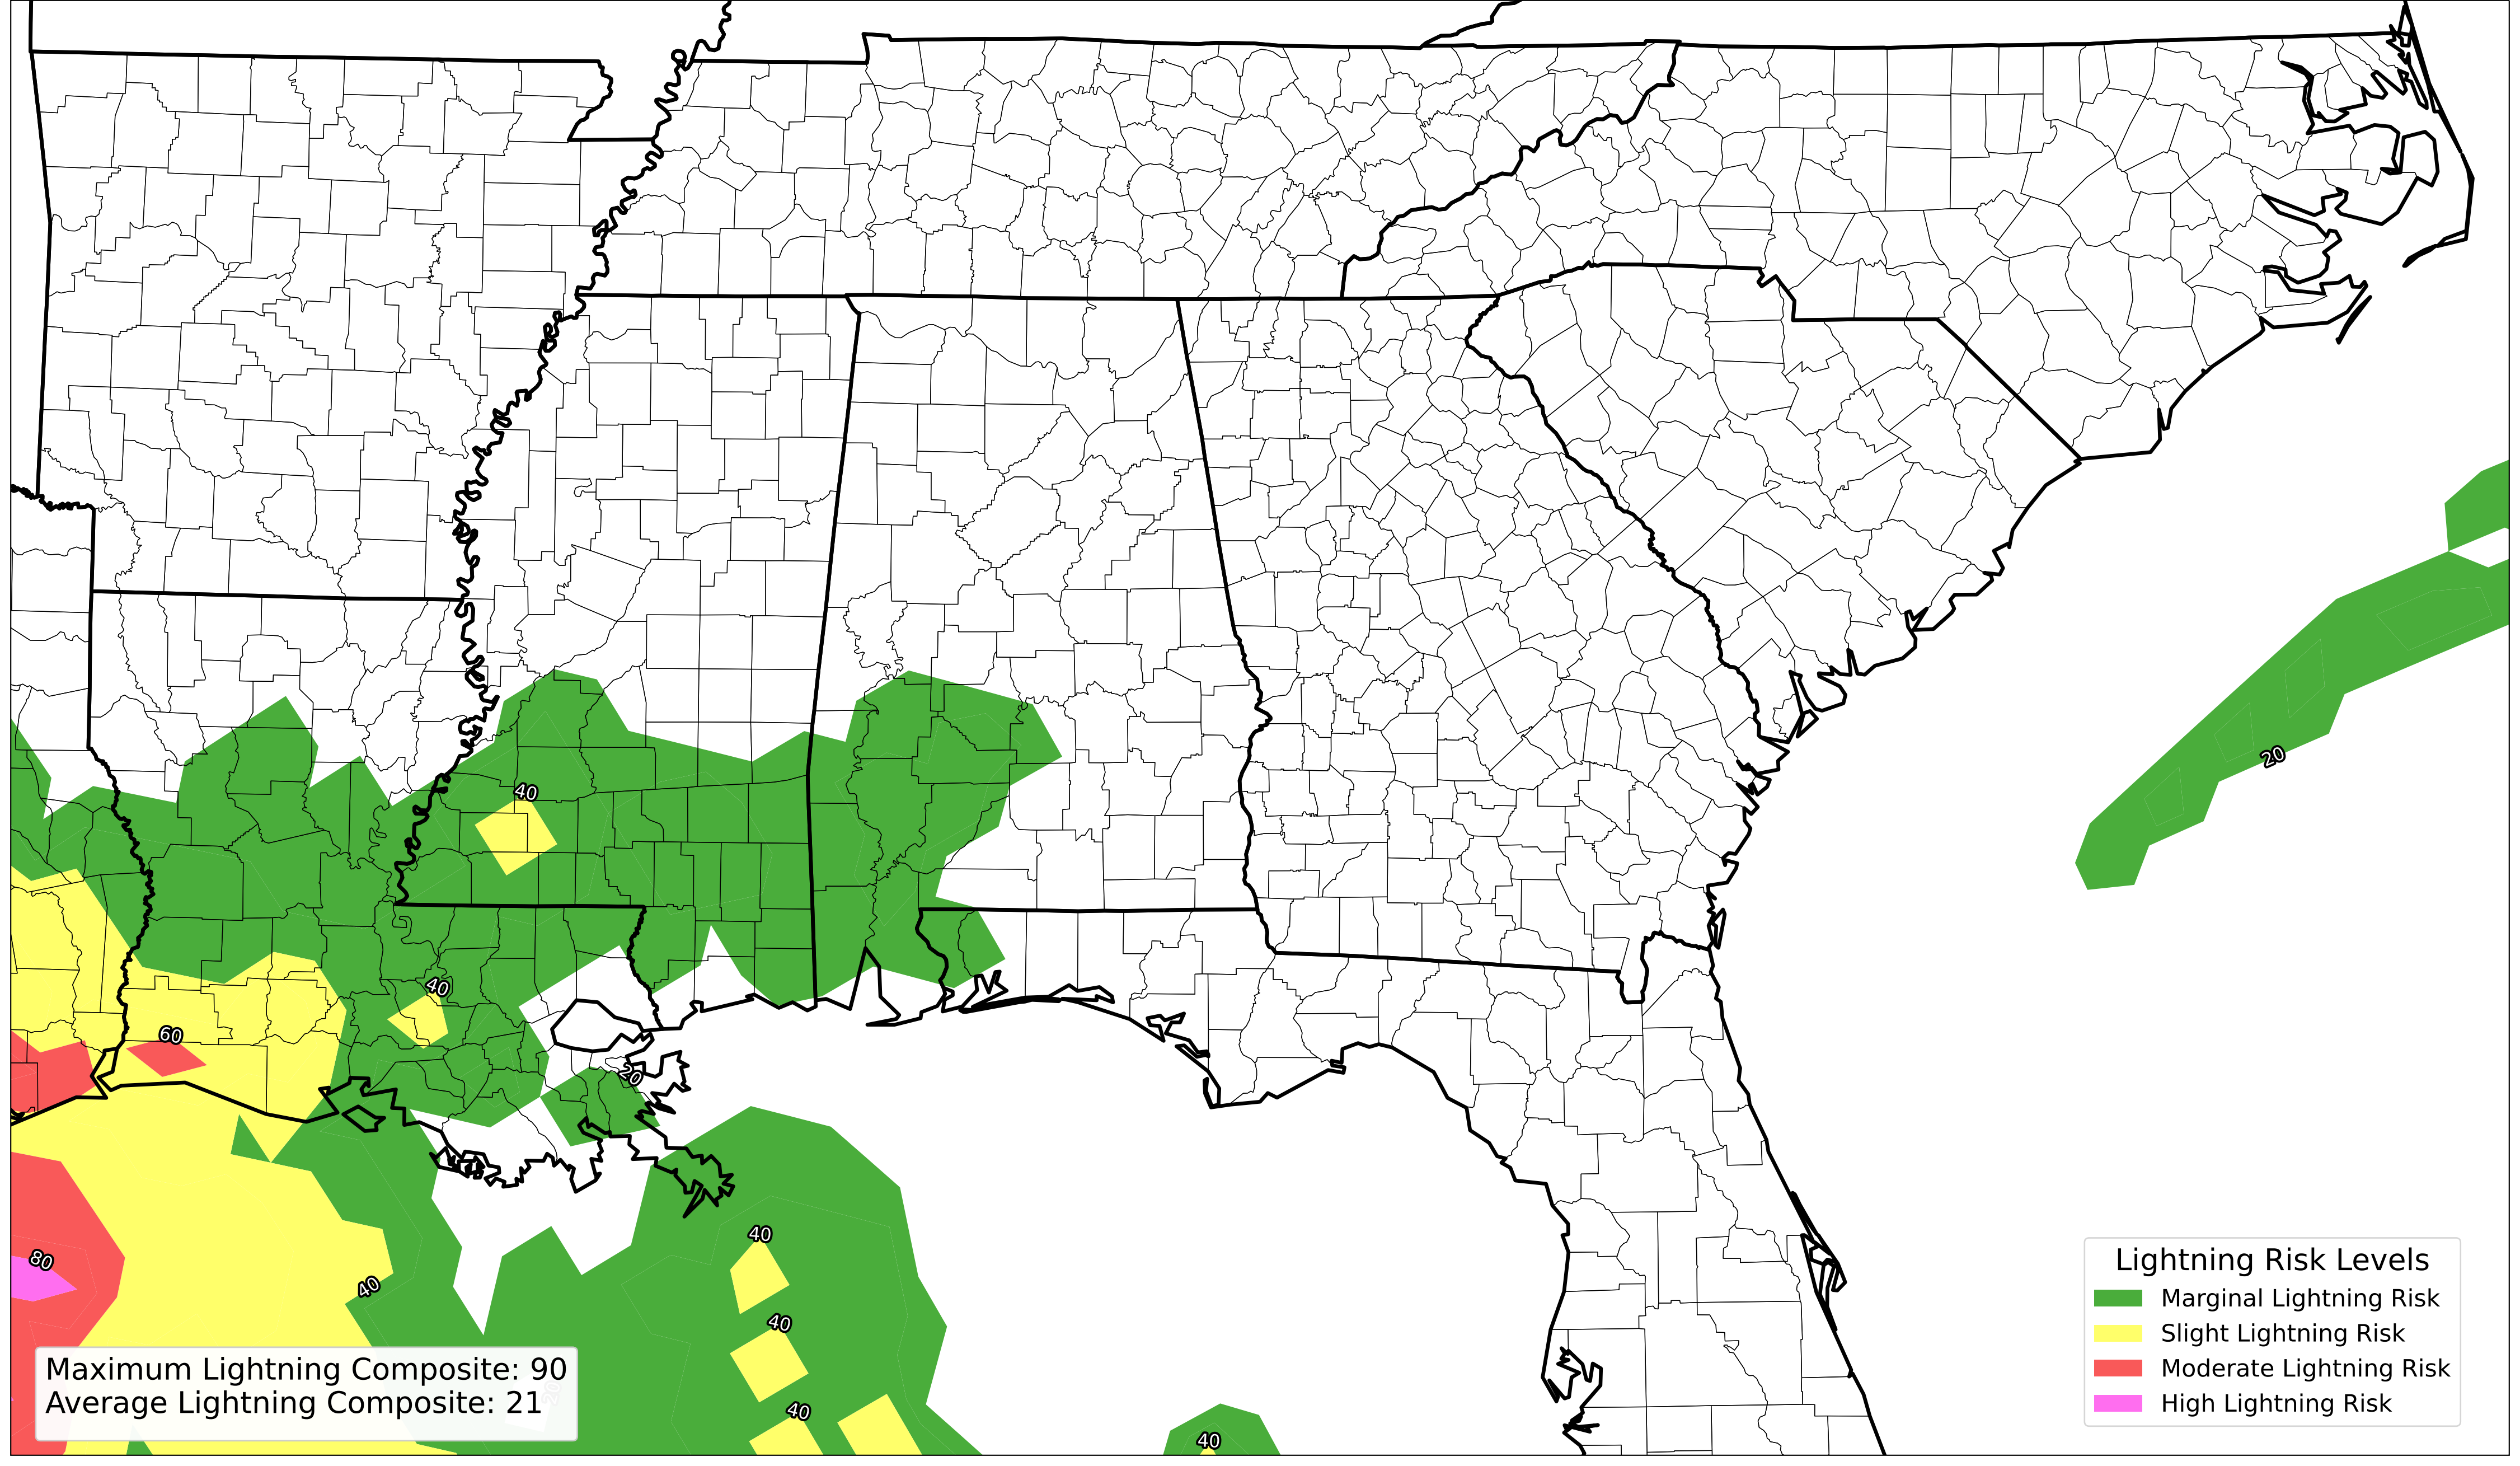 20
40
40
60
20
40
80
40
40
40
40
Maximum Lightning Composite: 90
Average Lightning Composite: 21
Lightning Risk Levels
Marginal Lightning Risk
Slight Lightning Risk
Moderate Lightning Risk
High Lightning Risk